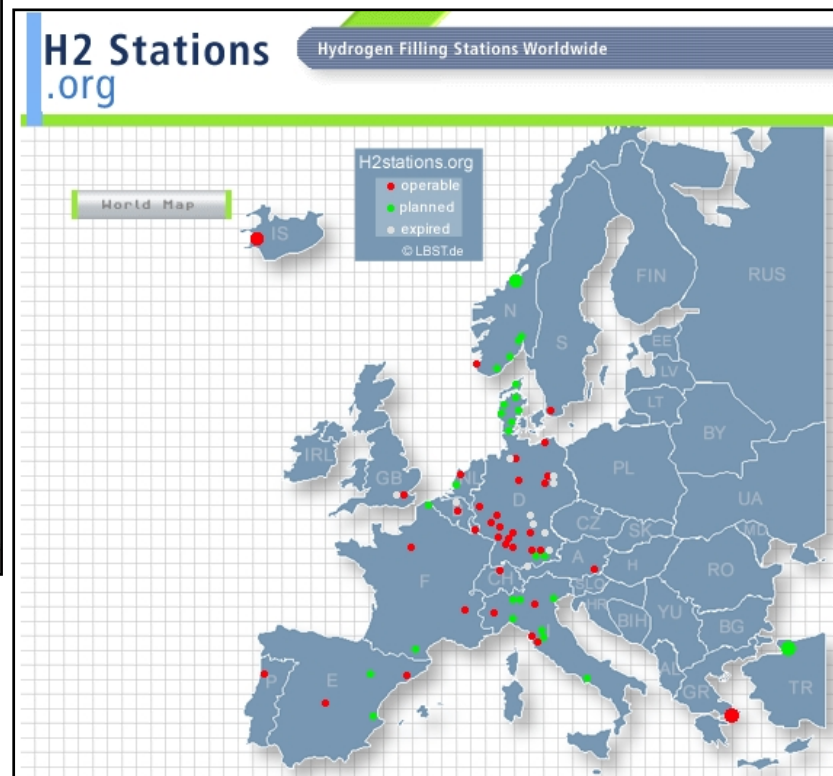 H2 Stations
.org
Hydrogen Filling Stations Worldwide
World Map
H2stations.org
operable
planned
expired
© LBST.de
IS
FIN
RUS
N
S
EE
LV
LT
BY
IRL
GB
NL
D
PL
UA
CZ
SK
MD
F
CH
A
H
RO
SLO
HR
BIH
YU
BG
I
P
E
AL
GR
TR